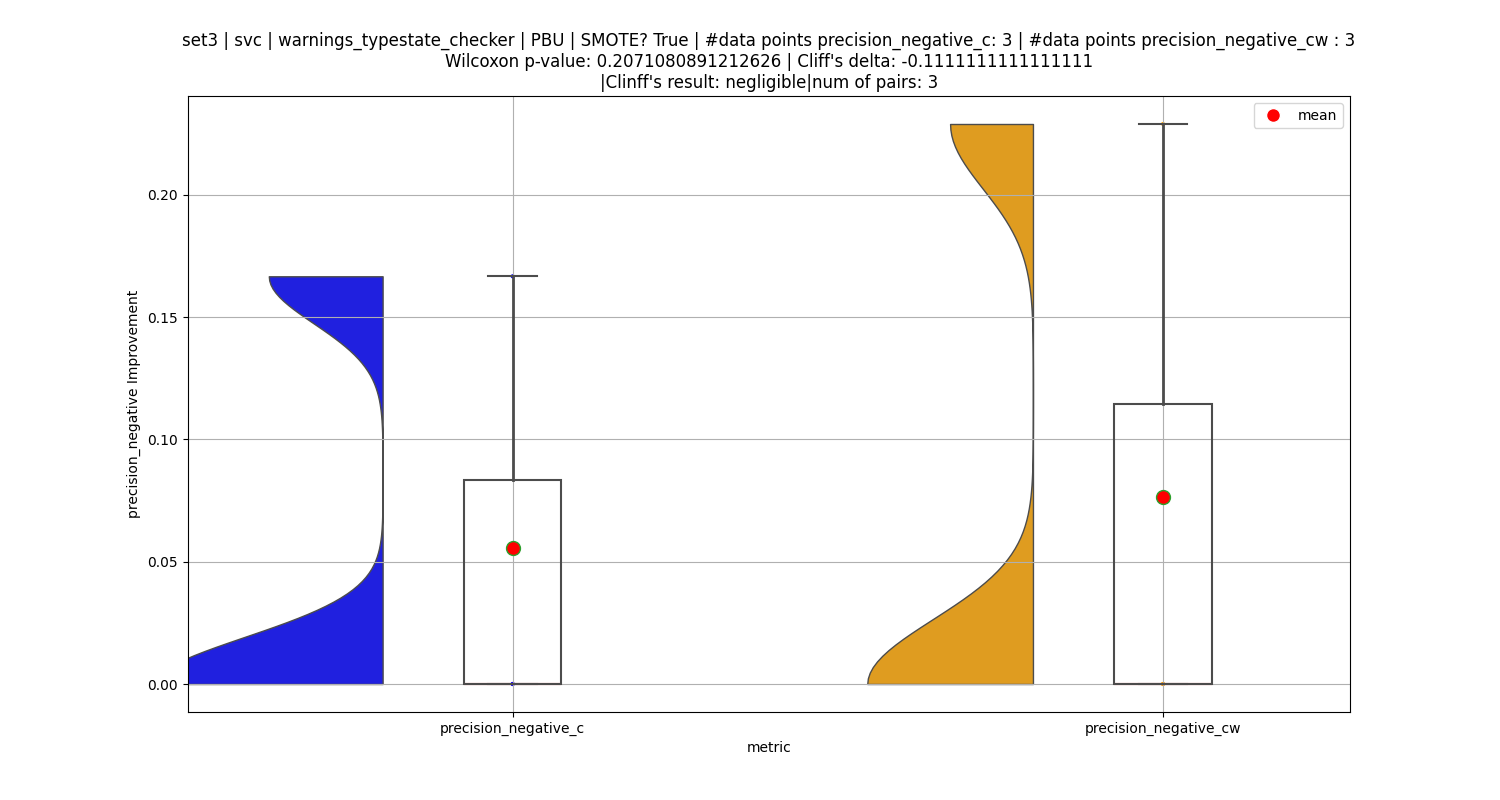 set3 | svc | warnings_typestate_checker | PBU | SMOTE? True | #data points precision_negative_c: 3 | #data points precision_negative_cw : 3
Wilcoxon p-value: 0.2071080891212626 | Cliff's delta: -0.1111111111111111
|Clinff's result: negligible|num of pairs: 3
mean
0.20
0.15
0.10
0.05
0.00
precision_negative Improvement
precision_negative_c
precision_negative_cw
metric